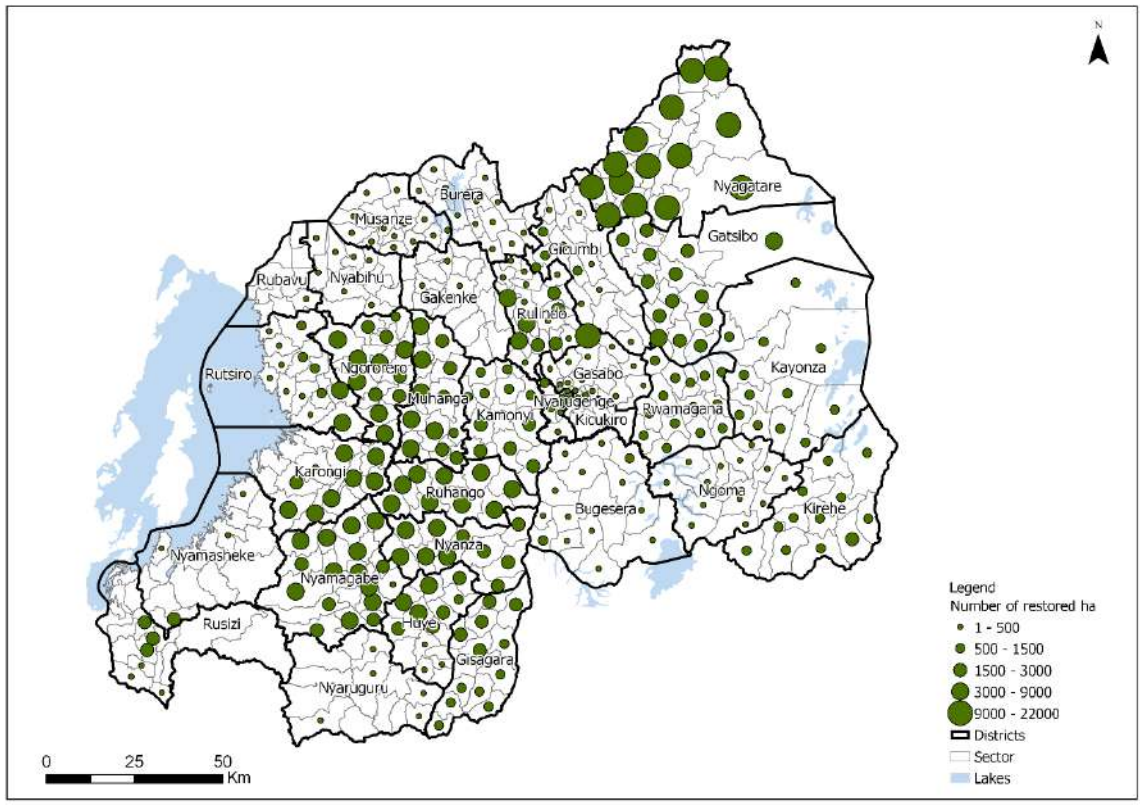 N
Nyagatare
Burera
Musanze
Gatsibo
Gicumbi
Rubavu
Nyabihu
Gakenke
Rulindo
Rutsiro
Ngororero
Gasabo
Kayonza
Muhanga
Nyarugenge
Kamonyi
Kicukiro
Rwamagana
Karongi
Ruhango
Ngoma
Bugesera
Kirehe
Nyanza
Nyamasheke
Nyamagabe
Rusizi
Huye
Gisagara
Nyaruguru
Legend
Number of restored ha
1 - 500
500 - 1500
1500 - 3000
3000 - 9000
9000 - 22000
Districts
Sector
Lakes
0 25 50
Km